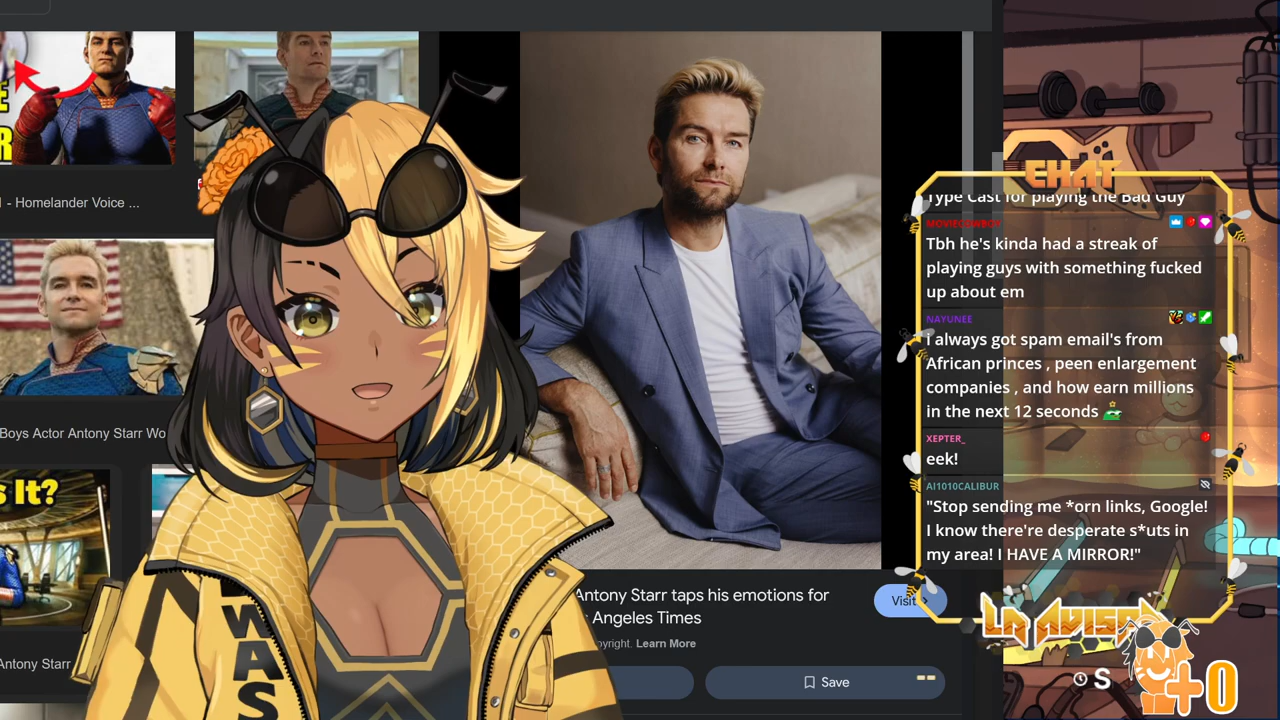 - Homelander Voice ...
Boys Actor Antony Starr Wo
s It?
Antony Starr
WAS
Antony Starr taps his emotions for
Angeles Times
Learn More
Visit
Save
CHAT
Type Cast for playing the Bad Guy
Tbh he's kinda had a streak of
playing guys with something fucked
up about em
NAYUNEE
i always got spam email's from
African princes , peen enlargement
companies , and how earn millions
in the next 12 seconds
XEPTER_
eek!
AI1010CALIBUR
"Stop sending me *orn links, Google!
I know there're desperate s*uts in
my area! I HAVE A MIRROR!"
LA AVISPA
S
+0